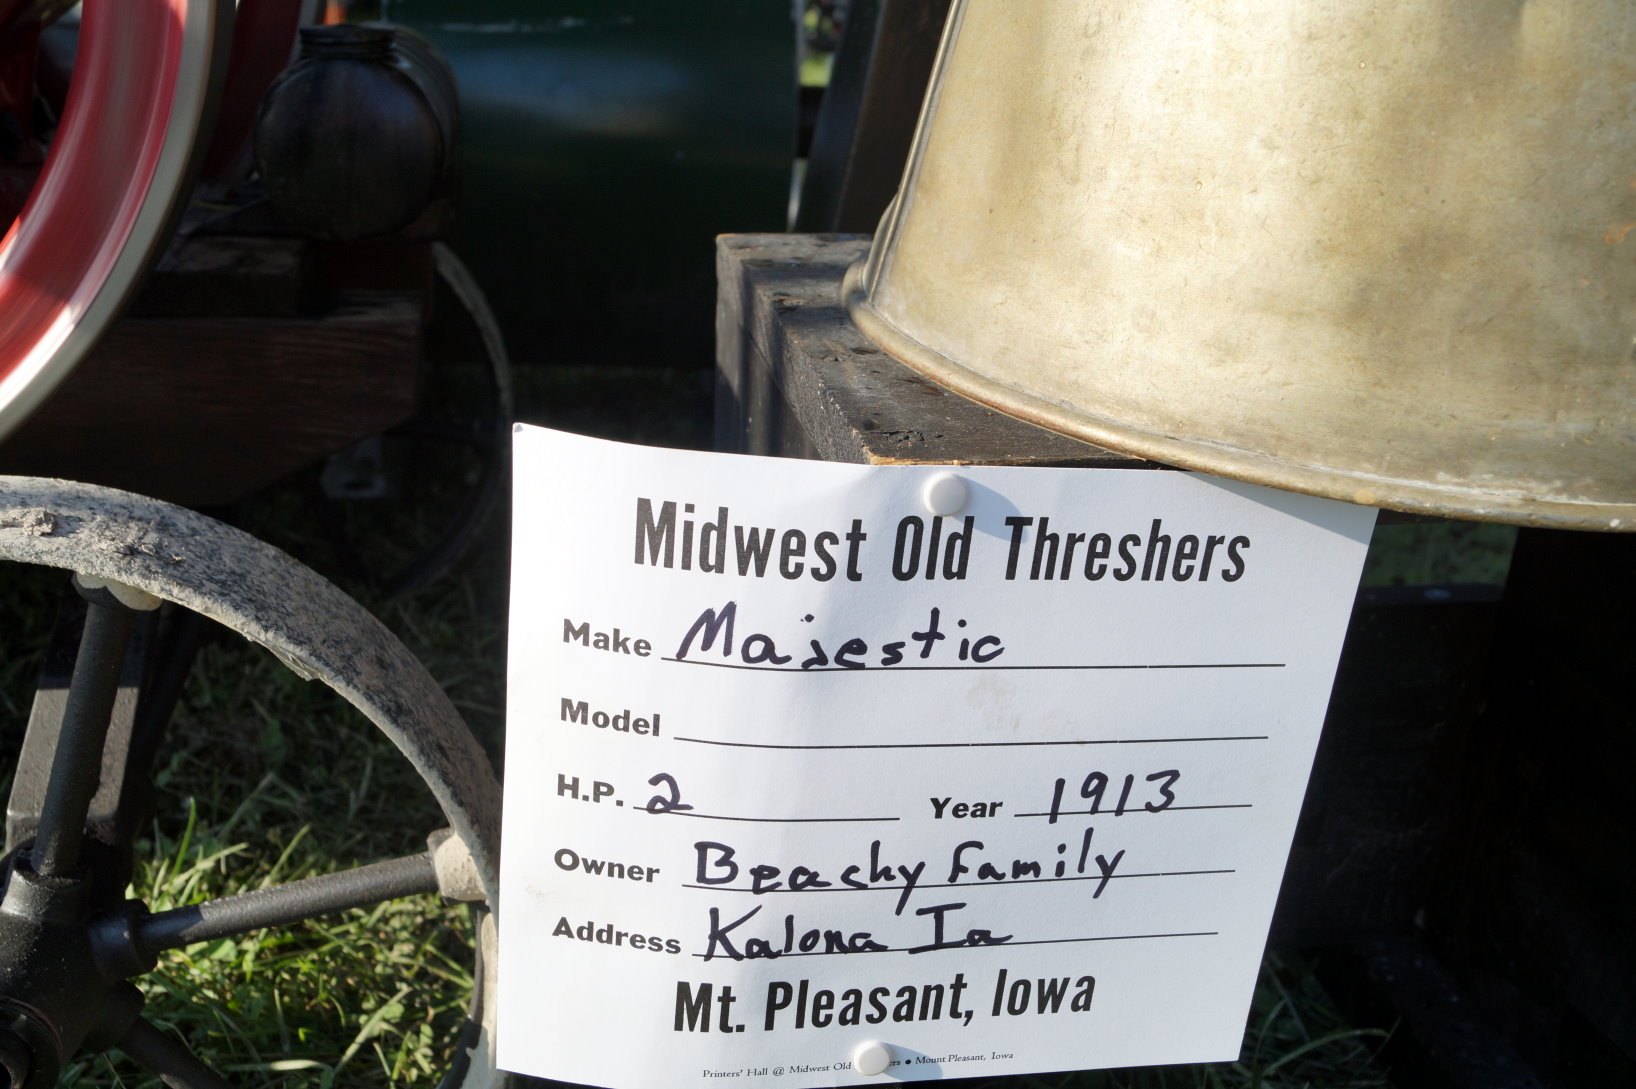 Midwest Old Threshers
Make Majestic
Model
H.P. 2 Year 1913
Owner Beachy Family
Address Kalona Ia
Mt. Pleasant, Iowa
Printers' Hall @ Midwest Old ers • Mount Pleasant, Iowa